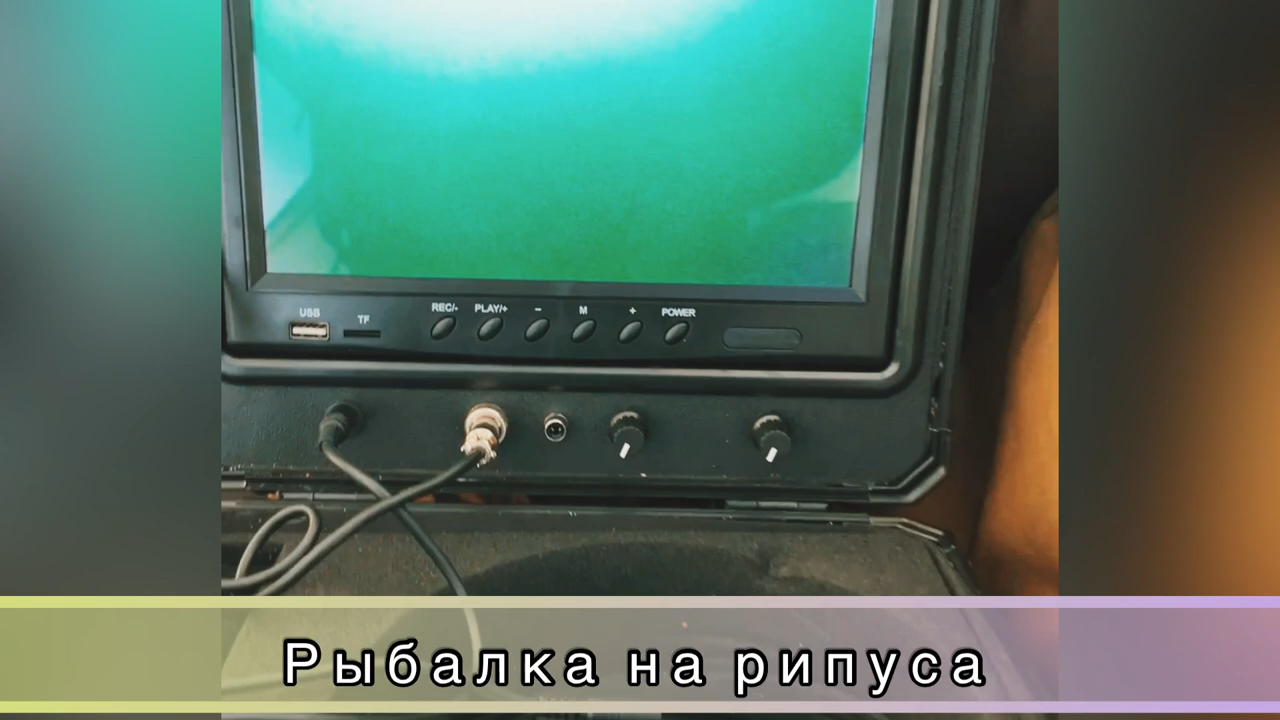 USB
TF
REC/-
PLAY/+
−
M
+
POWER
Рыбалка на рипуса